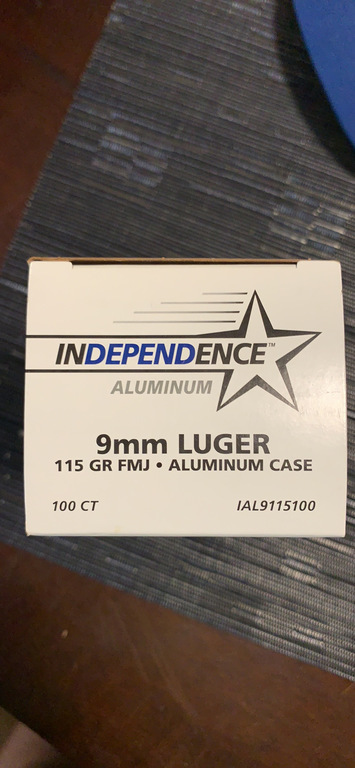 INDEPENDENCE™
ALUMINUM
9mm LUGER
115 GR FMJ • ALUMINUM CASE
100 CT IAL9115100